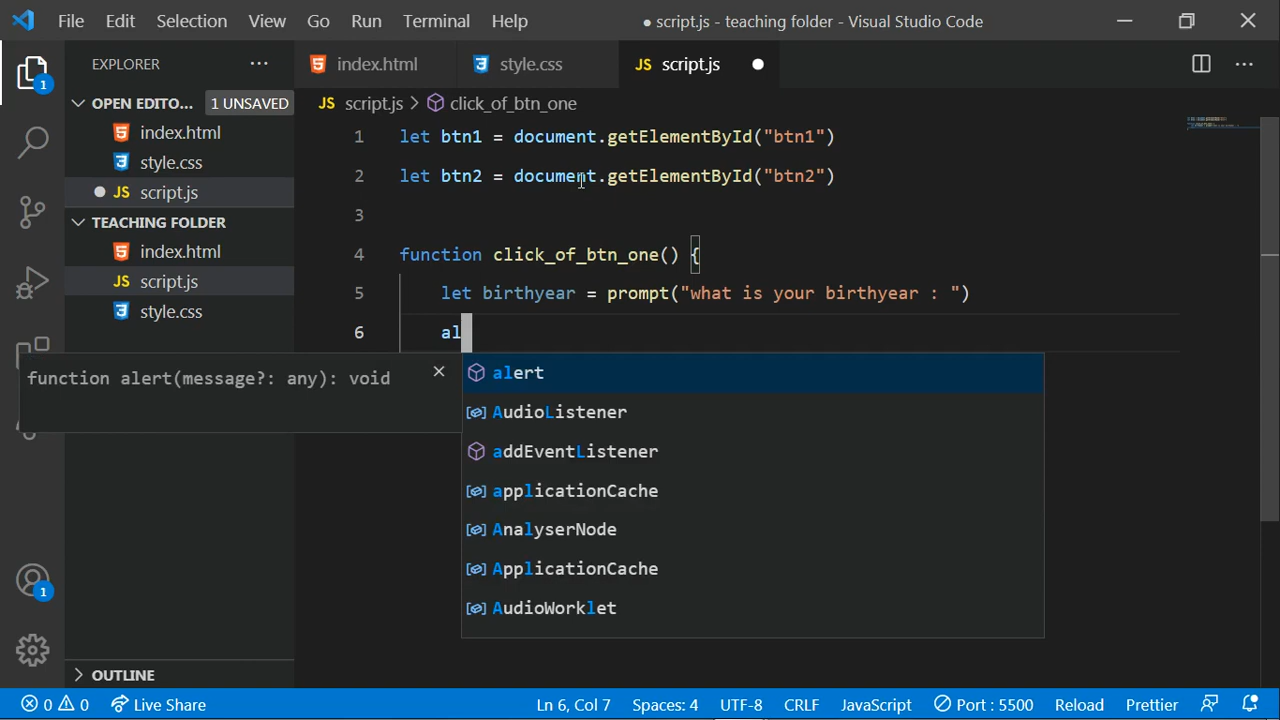 File Edit Selection View Go Run Terminal Help ● script.js - teaching folder - Visual Studio Code
EXPLORER
index.html
style.css
JS script.js
1
OPEN EDITO...
1 UNSAVED
index.html
style.css
JS script.js
TEACHING FOLDER
index.html
JS script.js
style.css
JS script.js > click_of_btn_one
1 let btn1 = document.getElementById("btn1")
2 let btn2 = document.getElementById("btn2")
3
4 function click_of_btn_one() {
5 let birthyear = prompt("what is your birthyear : ")
6 al
function alert(message?: any): void
alert
AudioListener
addEventListener
applicationCache
AnalyserNode
ApplicationCache
AudioWorklet
1
OUTLINE
0 0 Live Share Ln 6, Col 7 Spaces: 4 UTF-8 CRLF JavaScript Port : 5500 Reload Prettier